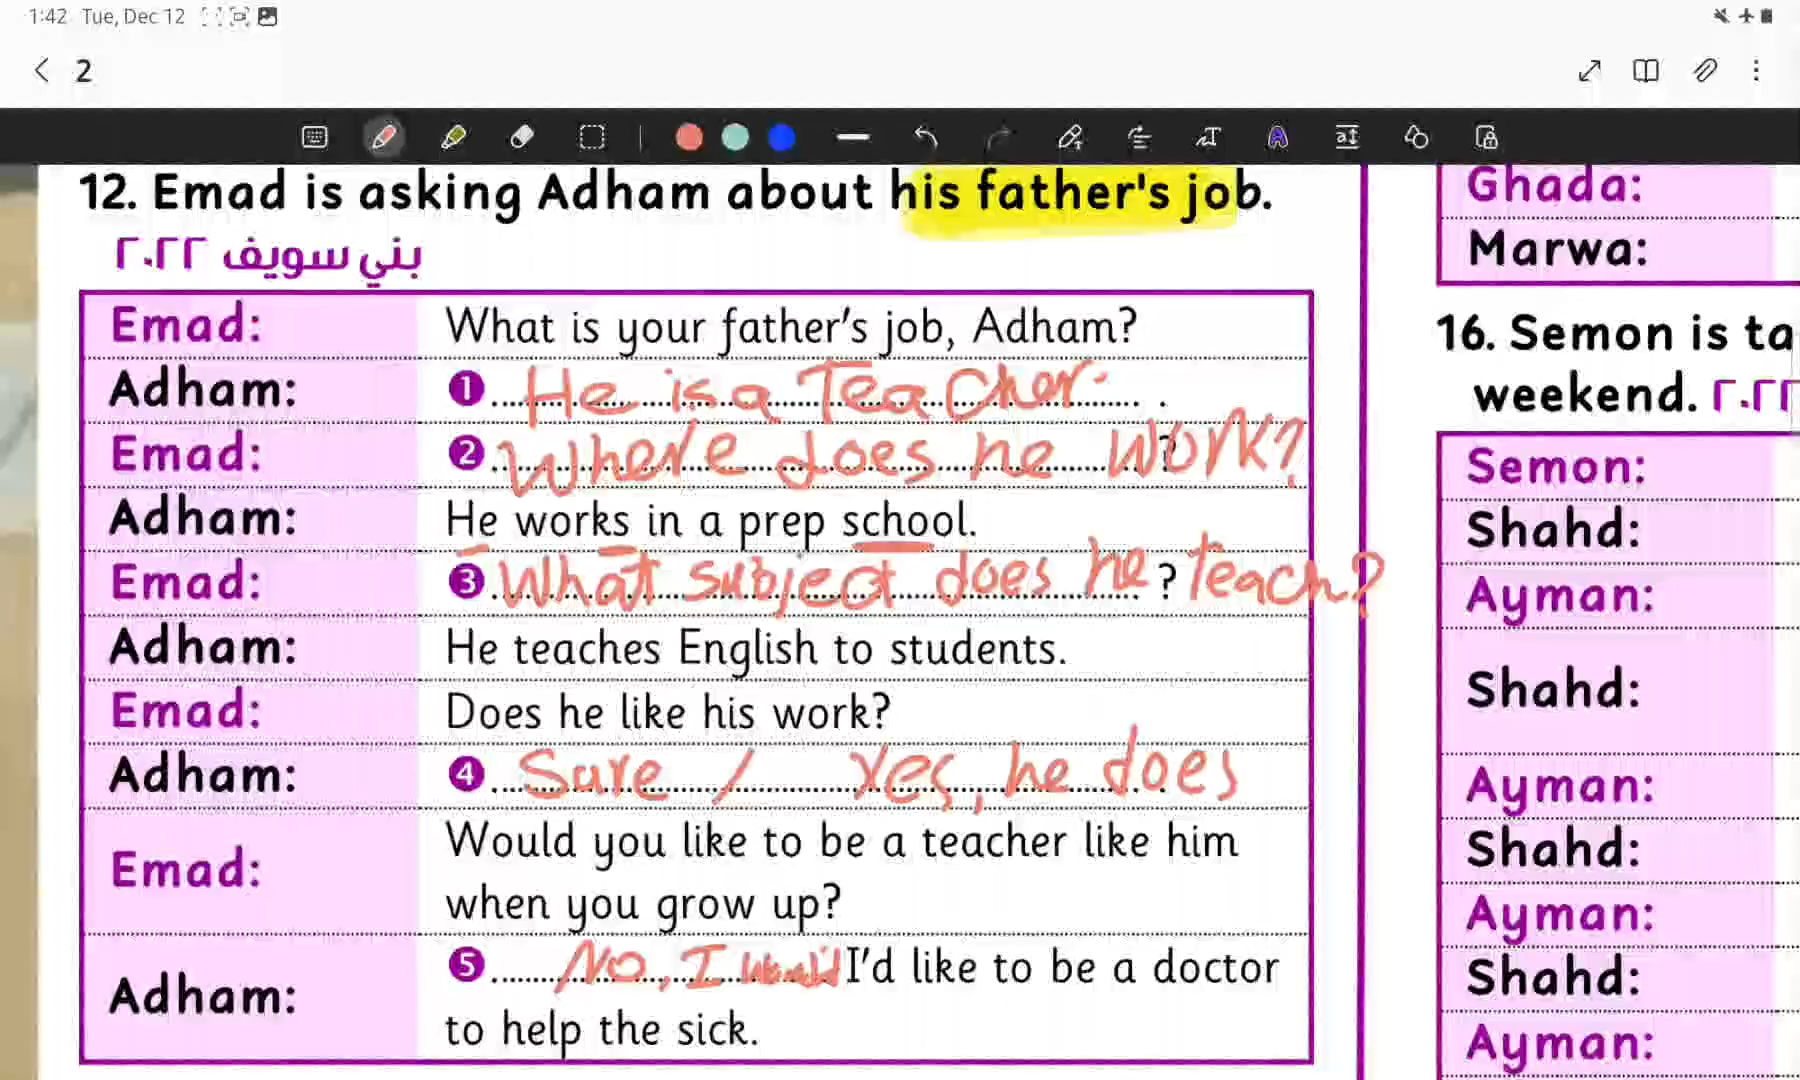 1:42 Tue, Dec 12
2
12. Emad is asking Adham about his father's job.
بني سويف ٢٠٢٢
Emad: What is your father's job, Adham?
Adham: 1 He is a Teacher.
Emad: 2 Where does he work?
Adham: He works in a prep school.
Emad: 3 What subject does he ? teach?
Adham: He teaches English to students.
Emad: Does he like his work?
Adham: 4 Sure / Yes, he does
Emad: Would you like to be a teacher like him
when you grow up?
Adham: 5 No, I I'd like to be a doctor
to help the sick.
Ghada:
Marwa:
16. Semon is ta
weekend. ٢٠٢٢
Semon:
Shahd:
Ayman:
Shahd:
Ayman:
Shahd:
Ayman:
Shahd:
Ayman: